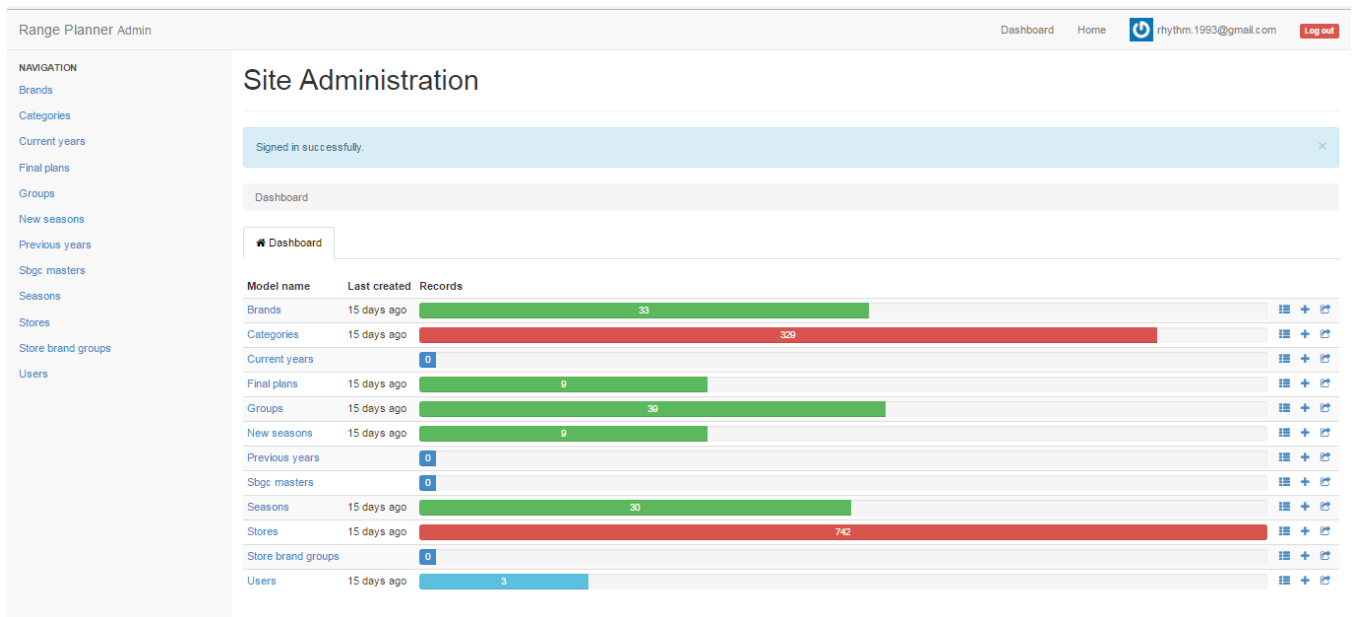 Range Planner Admin Dashboard Home rhythm.1993@gmail.com Log out
NAVIGATION
Brands
Categories
Current years
Final plans
Groups
New seasons
Previous years
Sbgc masters
Seasons
Stores
Store brand groups
Users
Site Administration
Signed in successfully. ×
Dashboard
Dashboard
Model name Last created Records
Brands 15 days ago 33
Categories 15 days ago 329
Current years 0
Final plans 15 days ago 9
Groups 15 days ago 39
New seasons 15 days ago 9
Previous years 0
Sbgc masters 0
Seasons 15 days ago 30
Stores 15 days ago 742
Store brand groups 0
Users 15 days ago 3